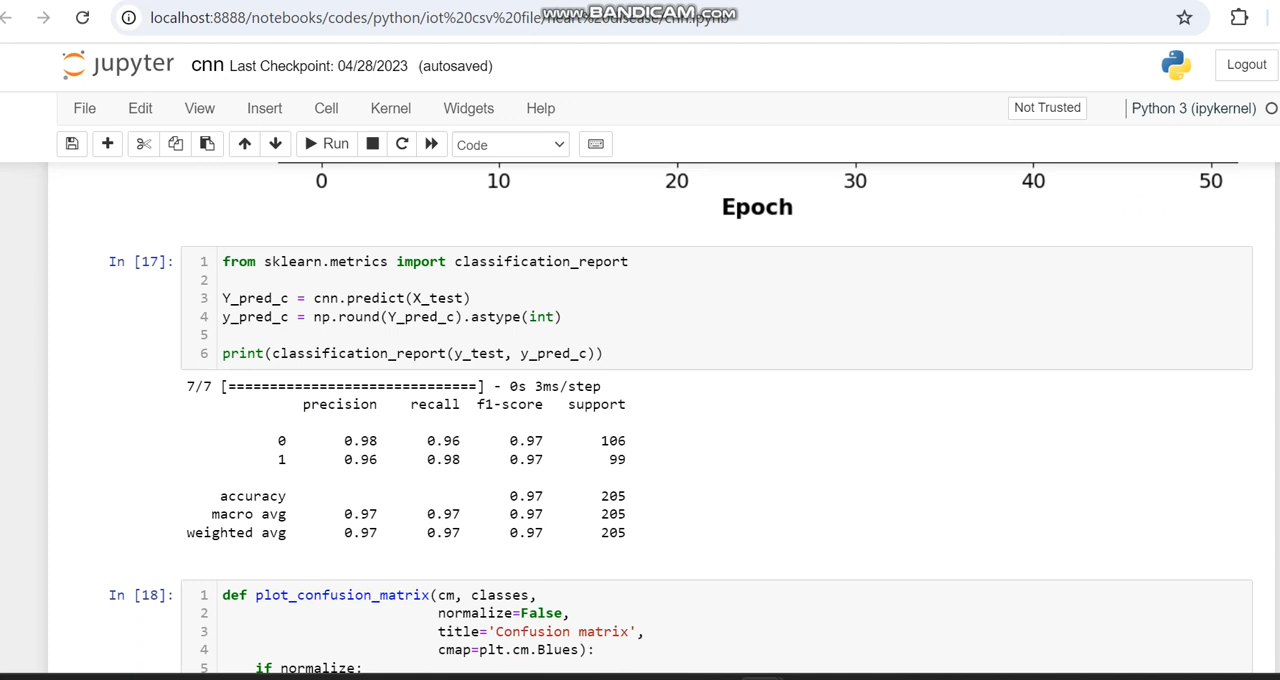 www.BANDICAM.com
localhost:8888/notebooks/codes/python/iot%20csv%20file/heart%20disease/cnn.ipynb
jupyter cnn Last Checkpoint: 04/28/2023 (autosaved) Logout
File Edit View Insert Cell Kernel Widgets Help Not Trusted Python 3 (ipykernel)
Run Code
0 10 20 30 40 50
Epoch
In [17]: 1 from sklearn.metrics import classification_report
2
3 Y_pred_c = cnn.predict(X_test)
4 y_pred_c = np.round(Y_pred_c).astype(int)
5
6 print(classification_report(y_test, y_pred_c))
7/7 [==============================] - 0s 3ms/step
precision recall f1-score support
0 0.98 0.96 0.97 106
1 0.96 0.98 0.97 99
accuracy 0.97 205
macro avg 0.97 0.97 0.97 205
weighted avg 0.97 0.97 0.97 205
In [18]: 1 def plot_confusion_matrix(cm, classes,
2 normalize=False,
3 title='Confusion matrix',
4 cmap=plt.cm.Blues):
5 if normalize: